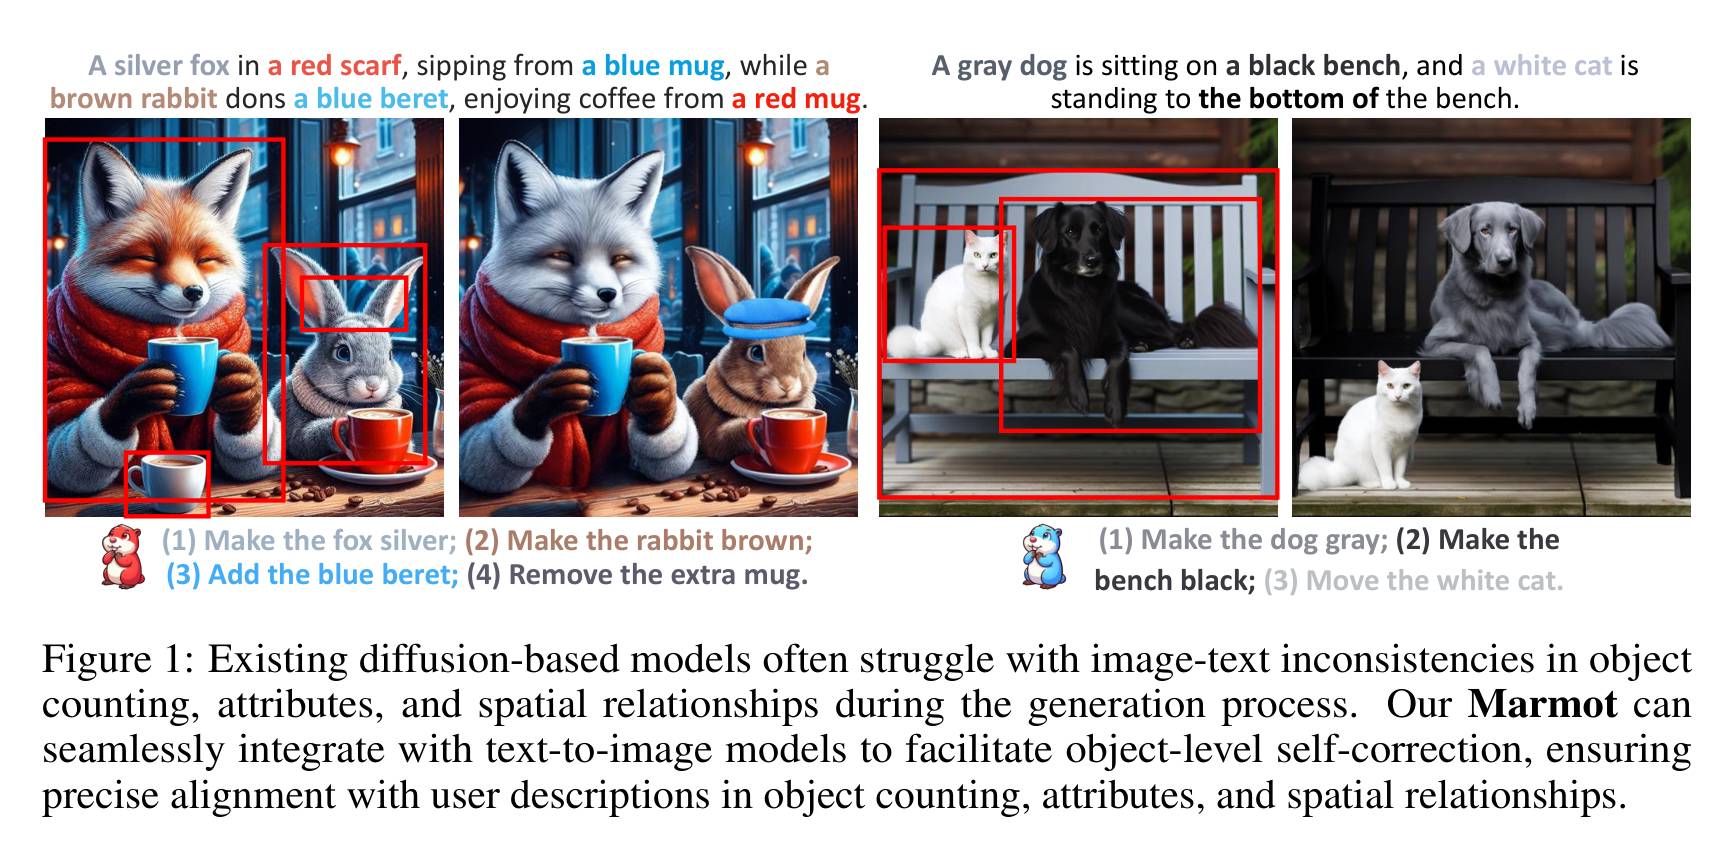 A silver fox in a red scarf, sipping from a blue mug, while a
brown rabbit dons a blue beret, enjoying coffee from a red mug.
A gray dog is sitting on a black bench, and a white cat is
standing to the bottom of the bench.
(1) Make the fox silver; (2) Make the rabbit brown;
(3) Add the blue beret; (4) Remove the extra mug.
(1) Make the dog gray; (2) Make the
bench black; (3) Move the white cat.
Figure 1: Existing diffusion-based models often struggle with image-text inconsistencies in object
counting, attributes, and spatial relationships during the generation process. Our Marmot can
seamlessly integrate with text-to-image models to facilitate object-level self-correction, ensuring
precise alignment with user descriptions in object counting, attributes, and spatial relationships.